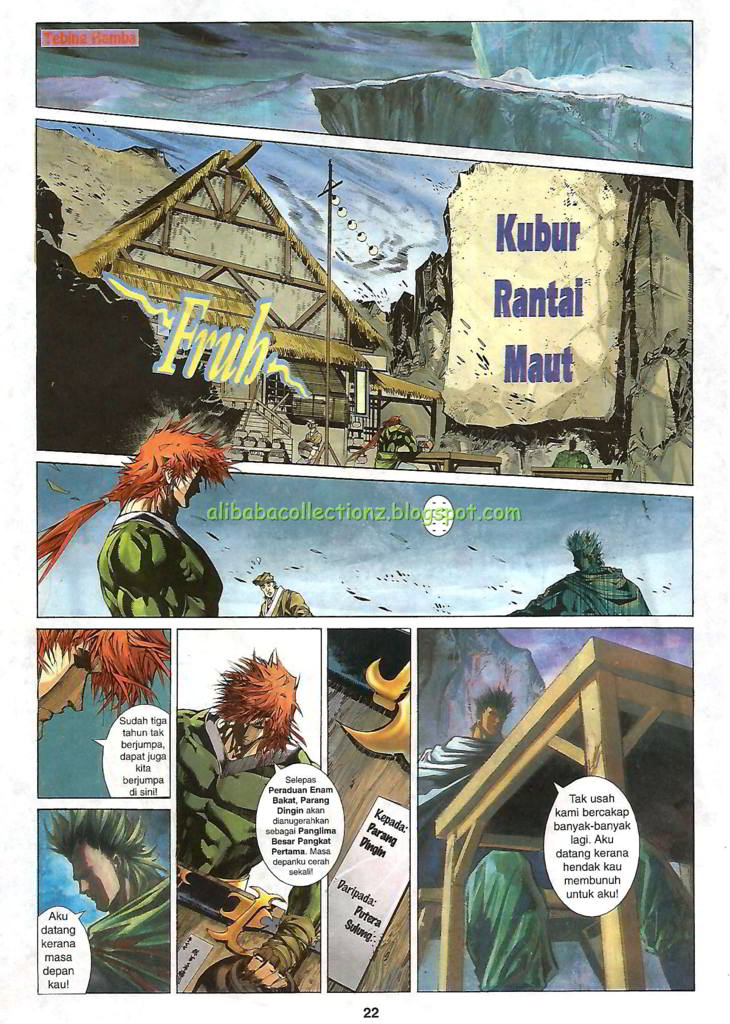 Tebing Hamba
Kubur
Rantai
Maut
Fruh
alibabacollectionz.blogspot.com
Sudah tiga
tahun tak
berjumpa,
dapat juga
kita
berjumpa
di sini!
Aku
datang
kerana
masa
depan
kau!
Selepas
Peraduan Enam
Bakat, Parang
Dingin akan
dianugerahkan
sebagai Panglima
Besar Pangkat
Pertama. Masa
depanku cerah
sekali!
Kepada:
Parang
Dingin
Daripada:
Putera
Sulung
Tak usah
kami bercakap
banyak-banyak
lagi. Aku
datang kerana
hendak kau
membunuh
untuk aku!
22